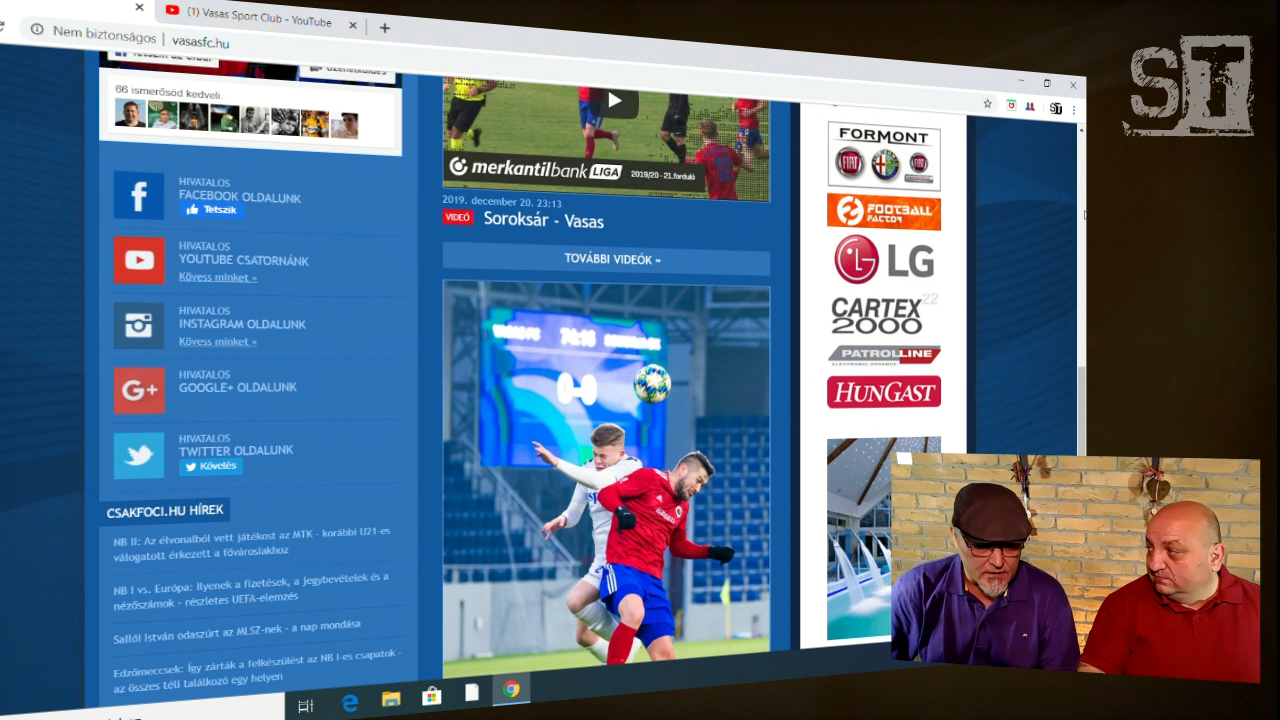 (1) Vasas Sport Club - YouTube
Nem biztonságos | vasasfc.hu
ST
66 ismerősöd kedveli.
HIVATALOS
FACEBOOK OLDALUNK
Tetszik
HIVATALOS
YOUTUBE CSATORNÁNK
Kövess minket »
HIVATALOS
INSTAGRAM OLDALUNK
Kövess minket »
HIVATALOS
GOOGLE+ OLDALUNK
HIVATALOS
TWITTER OLDALUNK
Követés
CSAKFOCI.HU HÍREK
NB II: Az élvonalból vett játékost az MTK - korábbi U21-es
válogatott érkezett a fővárosiakhoz
NB I vs. Európa: Ilyenek a fizetések, a jegybevételek és a
nézőszámok - részletes UEFA-elemzés
Sallói István odaszúrt az MLSZ-nek - a nap mondása
Edzőmeccsek: Így zárták a felkészülést az NB I-es csapatok -
az összes téli találkozó egy helyen
merkantilbank LIGA
2019/20 - 21.forduló
2019. december 20. 23:13
VIDEÓ Soroksár - Vasas
TOVÁBBI VIDEÓK »
0-0
FORMONT
FIAT
FIAT
FOOTBALL
FACTOR
LG
CARTEX 22
2000
PATROLLINE
HUNGAST